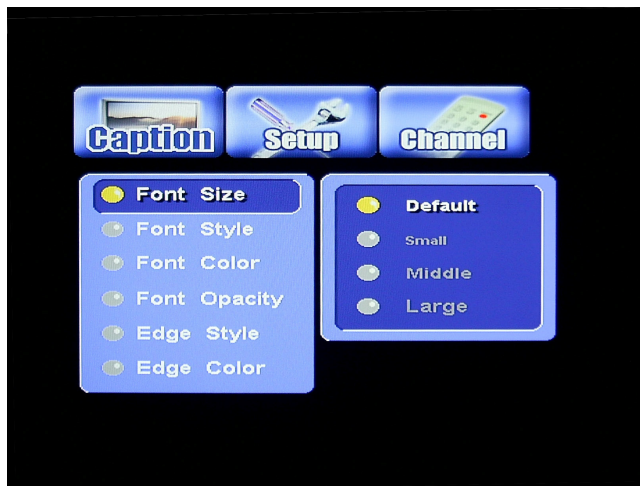 Caption
Setup
Channel
Font Size
Font Style
Font Color
Font Opacity
Edge Style
Edge Color
Default
Small
Middle
Large